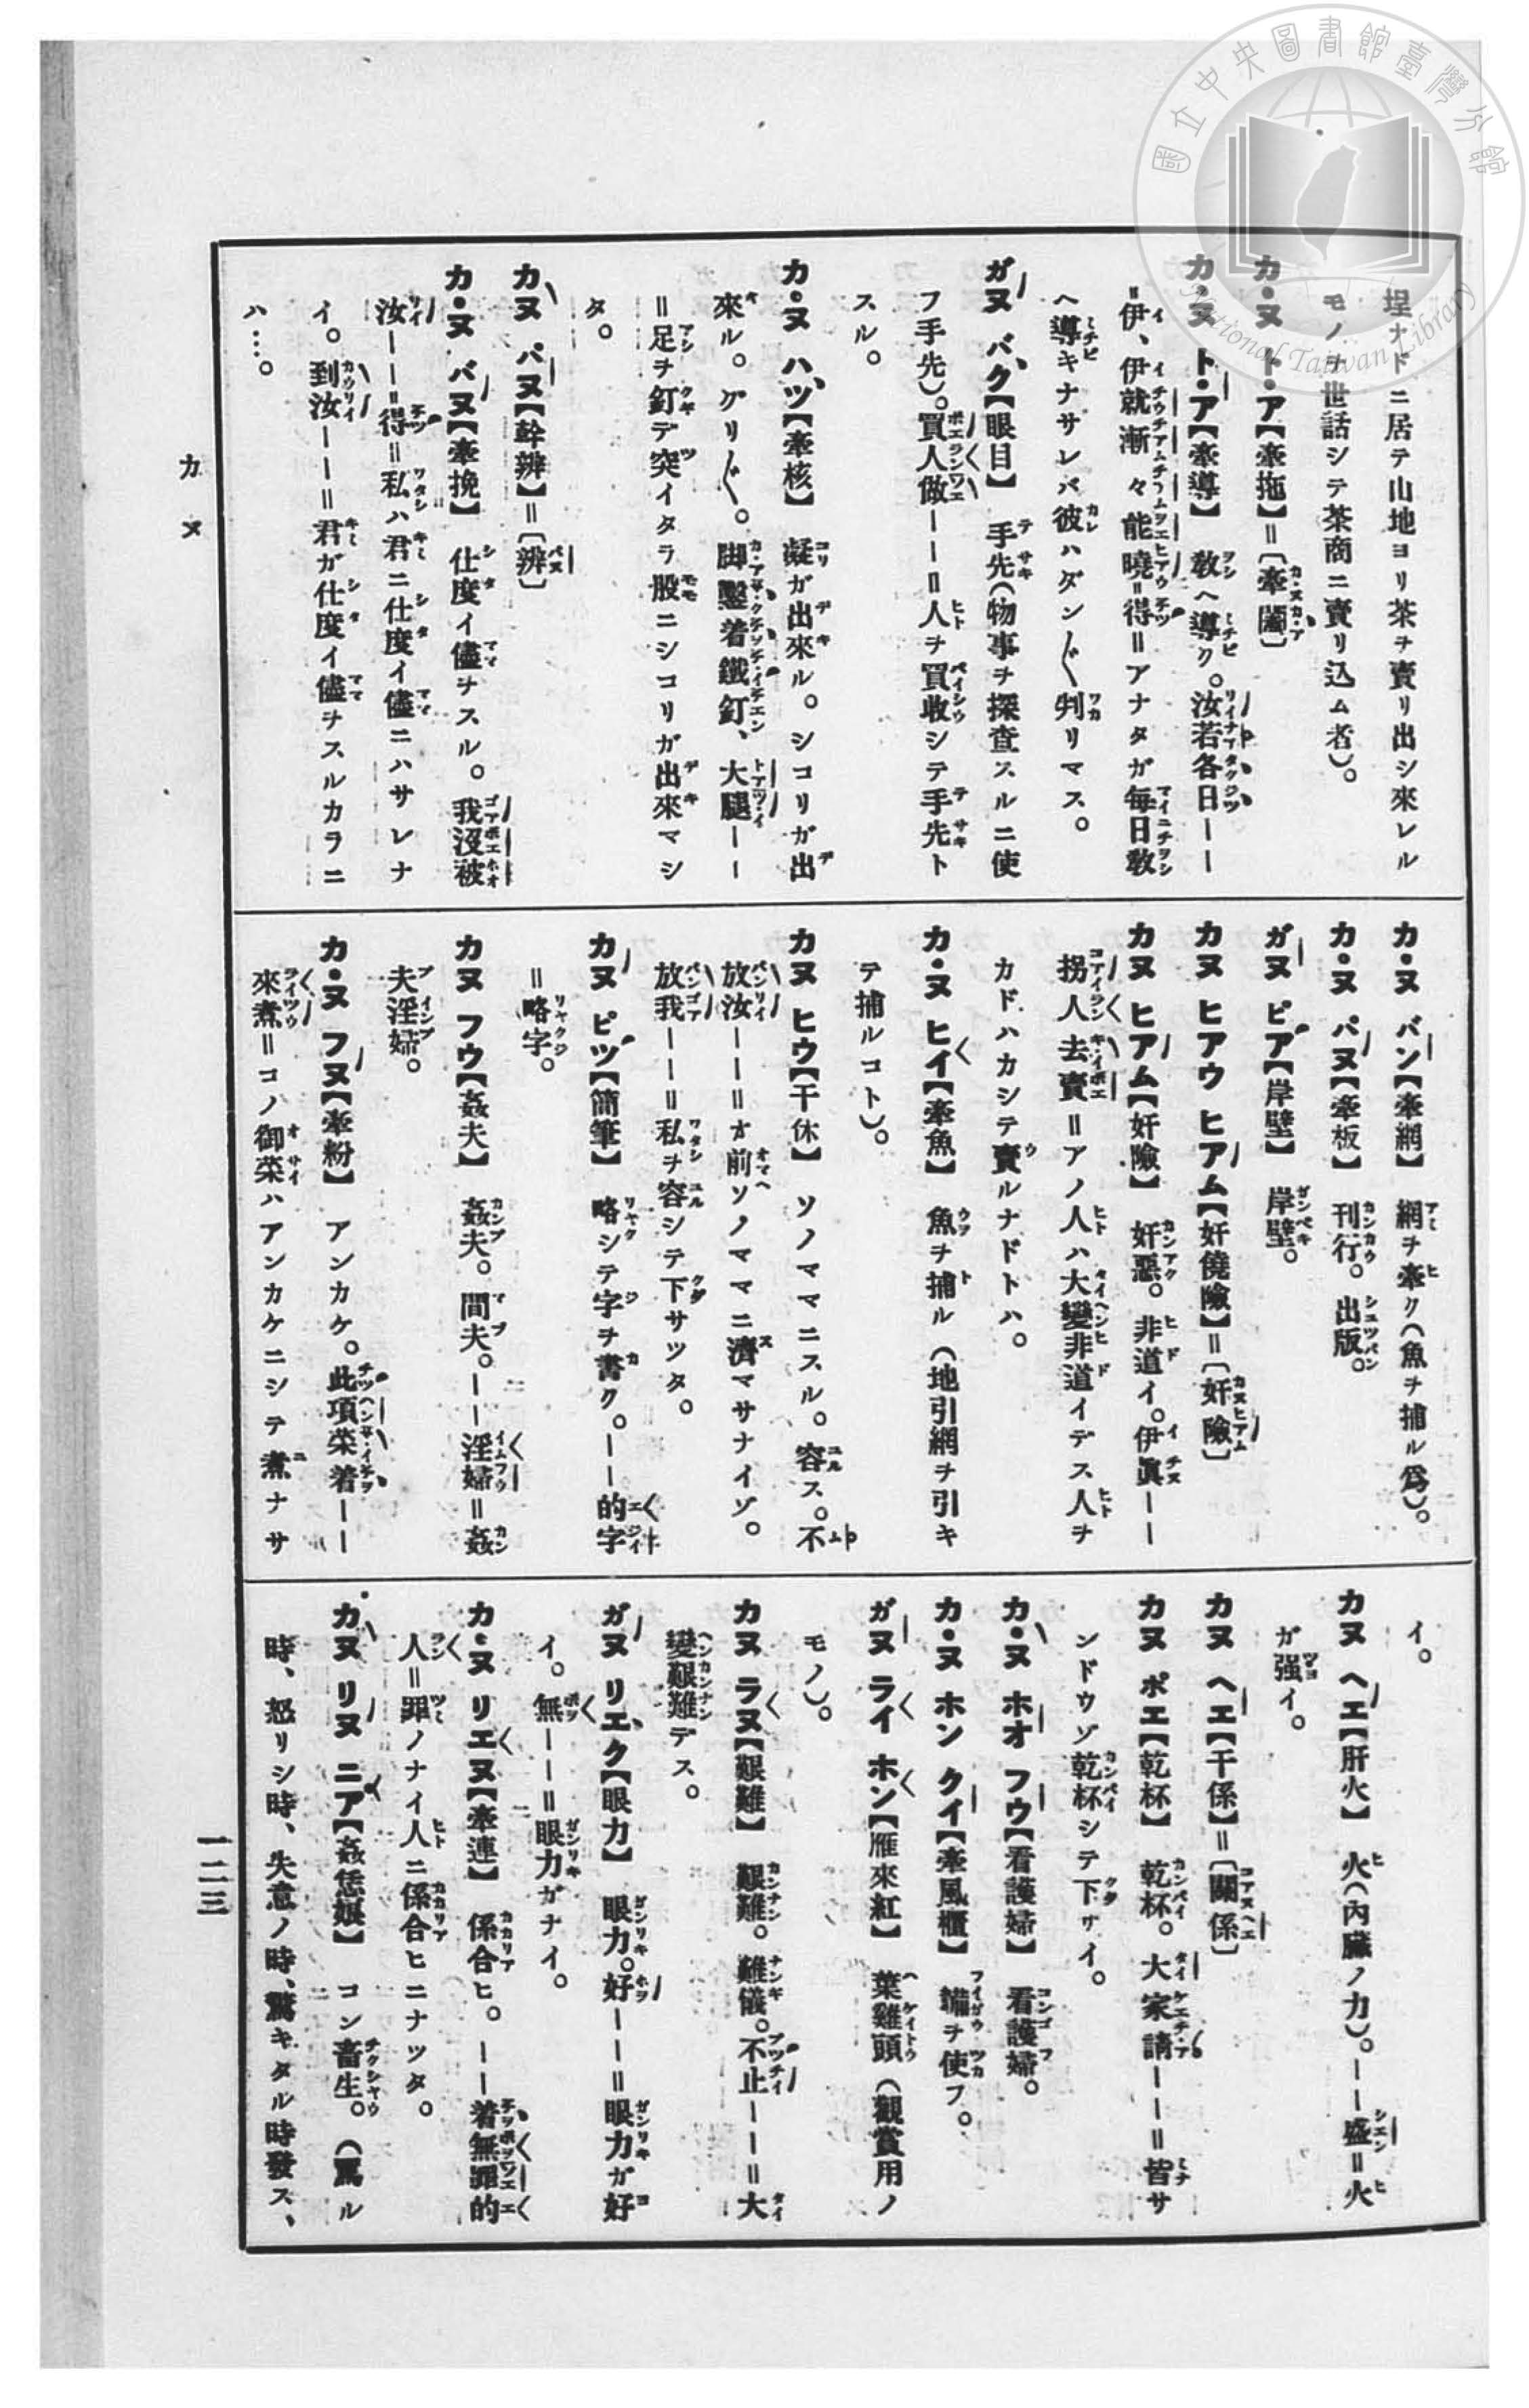 埕ナドニ居テ山地ヨリ茶ヲ賣リ出シ來レル
モノヲ世話シテ茶商ニ賣リ込ム者)。
カ・ヌ ト・ア【牽拖】=〔牽闔〕
カ・ヌ ト・ア【牽導】 敎ヘ導ク。汝若各日——
=伊、伊就漸々能曉=得=アナタガ每日敎
ヘ導キナサレバ彼ハダン〲判リマス。
ガヌ バク【眼目】 手先(物事ヲ探査スルニ使
フ手先)。買人做——=人ヲ買收シテ手先ト
スル。
カ・ヌ ハツ【牽核】 凝ガ出來ル。シコリガ出
來ル。グリ〲。脚鑿着鐵釘、大腿——
=足ヲ釘デ突イタラ股ニシコリガ出來マシ
タ。
カヌ パヌ【幹辨】=〔辨〕
カ・ヌ バヌ【牽挽】 仕度イ儘ヲスル。我沒被
汝——=得=私ハ君ニ仕度イ儘ニハサレナ
イ。到汝——=君ガ仕度イ儘ヲスルカラニ
ハ…。
カ・ヌ バン【牽網】 網ヲ牽ク(魚ヲ捕ル爲)。
カ・ヌ パヌ【牽板】 刊行。出版。
ガヌ ピア【岸壁】 岸壁。
カヌ ヒアウ ヒアム【奸僥險】=〔奸險〕
カヌ ヒアム【奸險】 奸惡。非道イ。伊眞——
拐人去賣=アノ人ハ大變非道イデス人ヲ
カドハカシテ賣ルナドトハ。
カ・ヌ ヒイ【牽魚】 魚ヲ捕ル(地引網ヲ引キ
テ捕ルコト)。
カヌ ヒウ【干休】 ソノママニスル。容ス。不
放汝——=オ前ソノママニ濟マサナイゾ。
放我——=私ヲ容シテ下サツタ。
カヌ ピツ【簡筆】 略シテ字ヲ書ク。——的字
=略字。
カヌ フウ【姦夫】 姦夫。間夫。——淫婦=姦
夫淫婦。
カ・ヌ フヌ【牽粉】 アンカケ。此項菜着——
來煮=コノ御菜ハアンカケニシテ煮ナサ
イ。
カヌ ヘエ【肝火】 火(內臟ノ力)。——盛=火
ガ强イ。
カヌ ヘエ【干係】=〔關係〕
カヌ ポエ【乾杯】 乾杯。大家請——=皆サ
ンドウゾ乾杯シテ下サイ。
カ・ヌ ホオ フウ【看護婦】 看護婦。
カ・ヌ ホン クイ【牽風櫃】 鞴ヲ使フ。
ガヌ ライ ホン【雁來紅】 葉雞頭(觀賞用ノ
モノ)。
カヌ ラヌ【艱難】 艱難。難儀。不止——=大
變艱難デス。
ガヌ リエク【眼力】 眼力。好——=眼力ガ好
イ。無——=眼力ガナイ。
カ・ヌ リエヌ【牽連】 係合ヒ。——着無罪的
人=罪ノナイ人ニ係合ヒニナツタ。
カヌ リヌ ニア【姦恁娘】 コン畜生。(罵ル
時、怒リシ時、失意ノ時、驚キタル時發ス、
カヌ
一二三
國立中央圖書館臺灣分館
National Taiwan Library